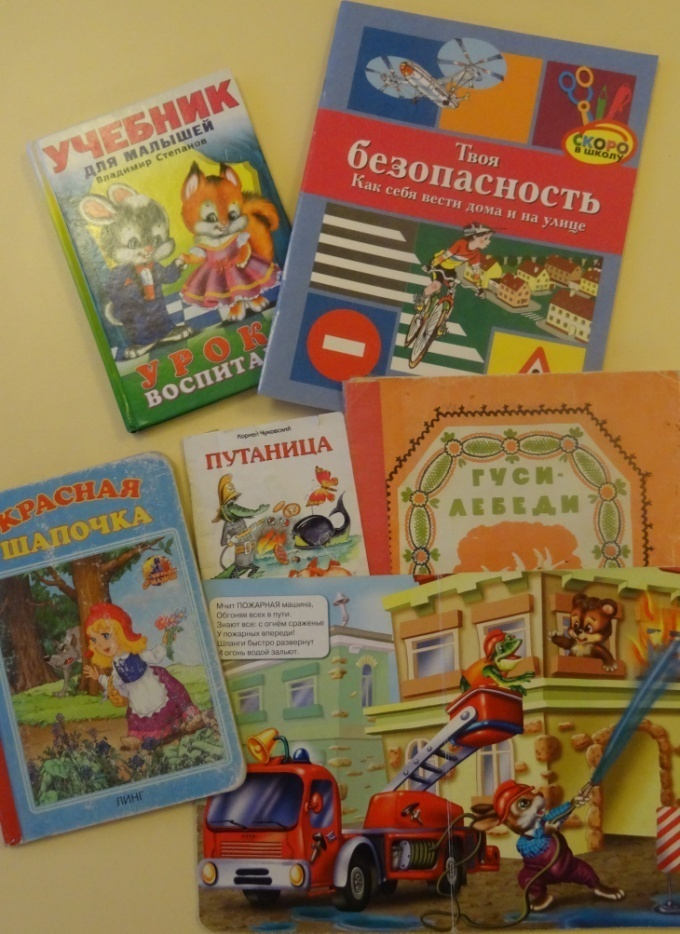 УЧЕБНИК
ДЛЯ МАЛЫШЕЙ
Владимир Степанов
УРОК
ВОСПИТА
СКОРО
В ШКОЛУ
Твоя
безопасность
Как себя вести дома и на улице
Корней Чуковский
ПУТАНИЦА
ГУСИ-
ЛЕБЕДИ
КРАСНАЯ
ШАПОЧКА
ЛИНГ
Мчит ПОЖАРНАЯ машина,
Обгоняя всех в пути.
Знают все: с огнём сраженье
У пожарных впереди!
Шланги быстро развернут
И огонь водой зальют.